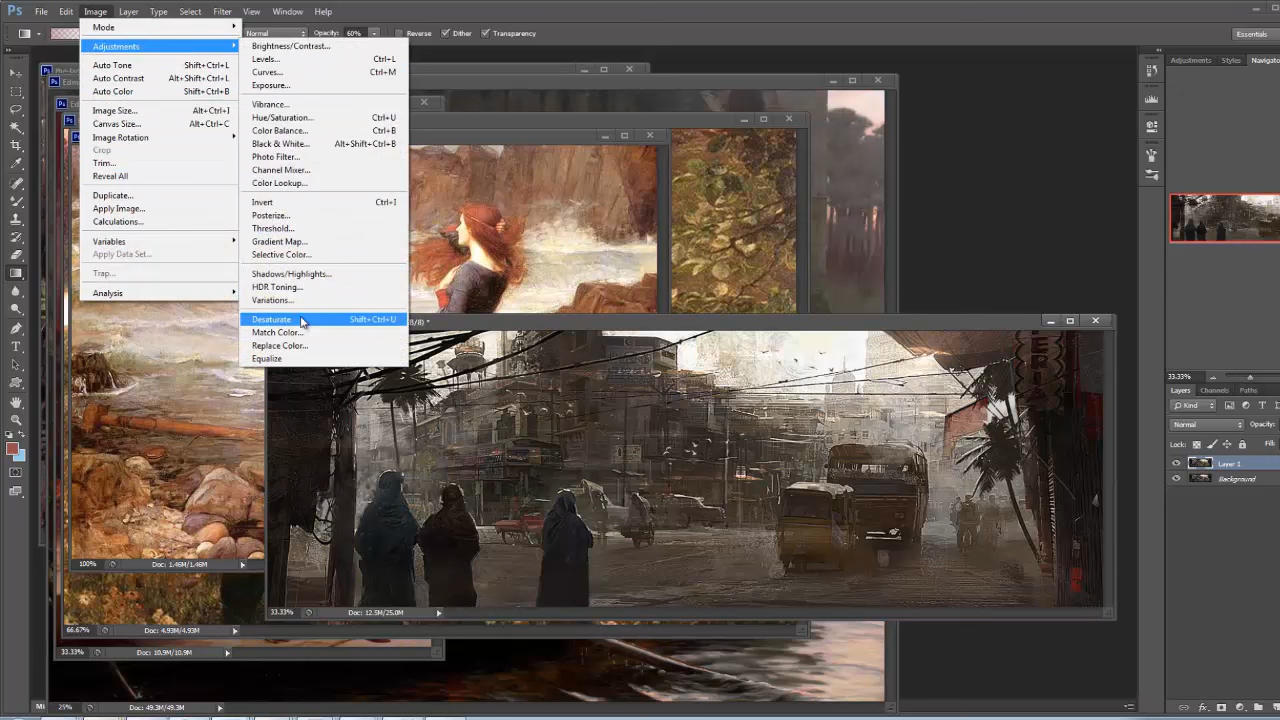 Ps File Edit Image Layer Type Select Filter View Window Help
Normal Opacity: 60% Reverse Dither Transparency Essentials
Mode
Adjustments
Auto Tone Shift+Ctrl+L
Auto Contrast Alt+Shift+Ctrl+L
Auto Color Shift+Ctrl+B
Image Size... Alt+Ctrl+I
Canvas Size... Alt+Ctrl+C
Image Rotation
Crop
Trim...
Reveal All
Duplicate...
Apply Image...
Calculations...
Variables
Apply Data Set...
Trap...
Analysis
Brightness/Contrast...
Levels... Ctrl+L
Curves... Ctrl+M
Exposure...
Vibrance...
Hue/Saturation... Ctrl+U
Color Balance... Ctrl+B
Black & White... Alt+Shift+Ctrl+B
Photo Filter...
Channel Mixer...
Color Lookup...
Invert Ctrl+I
Posterize...
Threshold...
Gradient Map...
Selective Color...
Shadows/Highlights...
HDR Toning...
Variations...
Desaturate Shift+Ctrl+U
Match Color...
Replace Color...
Equalize
/8) *
Adjustments Styles Navigato
33.33%
Layers Channels Paths
Kind
Normal Opacity:
Lock: Fill:
Layer 1
Background
100% Doc: 1.46M/1.46M
33.33% Doc: 12.5M/25.0M
66.67% Doc: 4.93M/4.93M
33.33% Doc: 10.9M/10.9M
25% Doc: 49.3M/49.3M